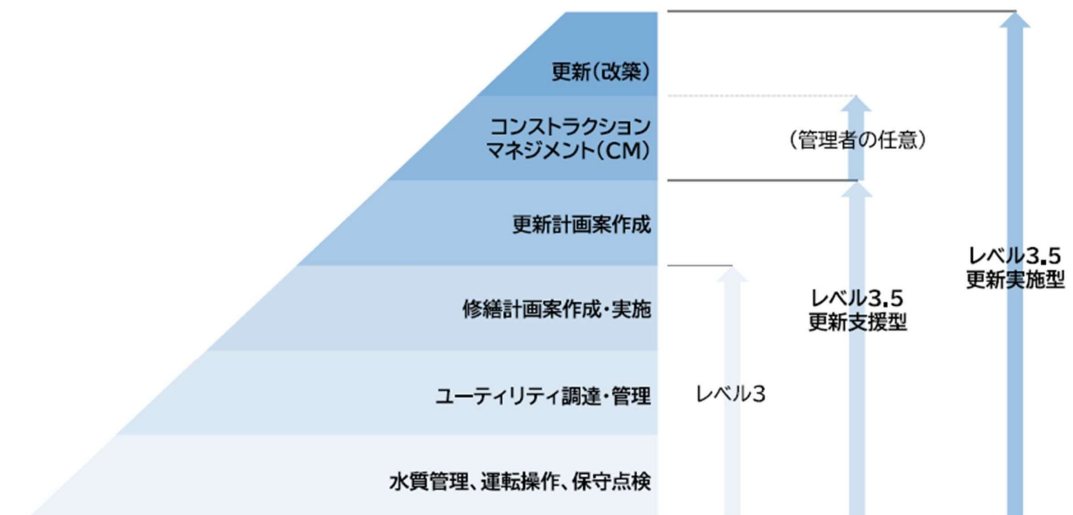 更新(改築)
コンストラクション
マネジメント(CM)
(管理者の任意)
更新計画案作成
レベル3.5
更新実施型
レベル3.5
更新支援型
修繕計画案作成・実施
ユーティリティ調達・管理
レベル3
水質管理、運転操作、保守点検